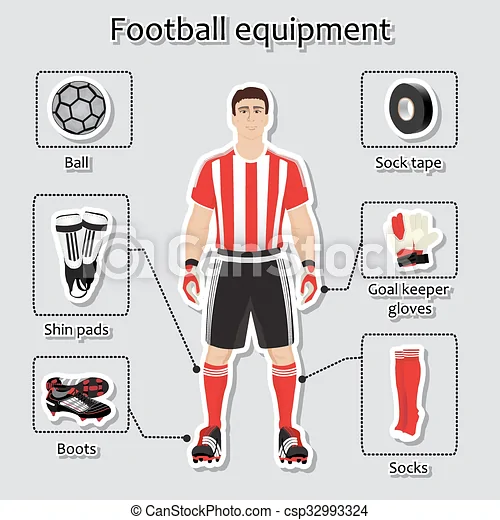 Football equipment
Ball
Sock tape
Shin pads
Goal keeper
gloves
Boots
Socks
© Can Stock Photo
© Can Stock Photo - csp32993324